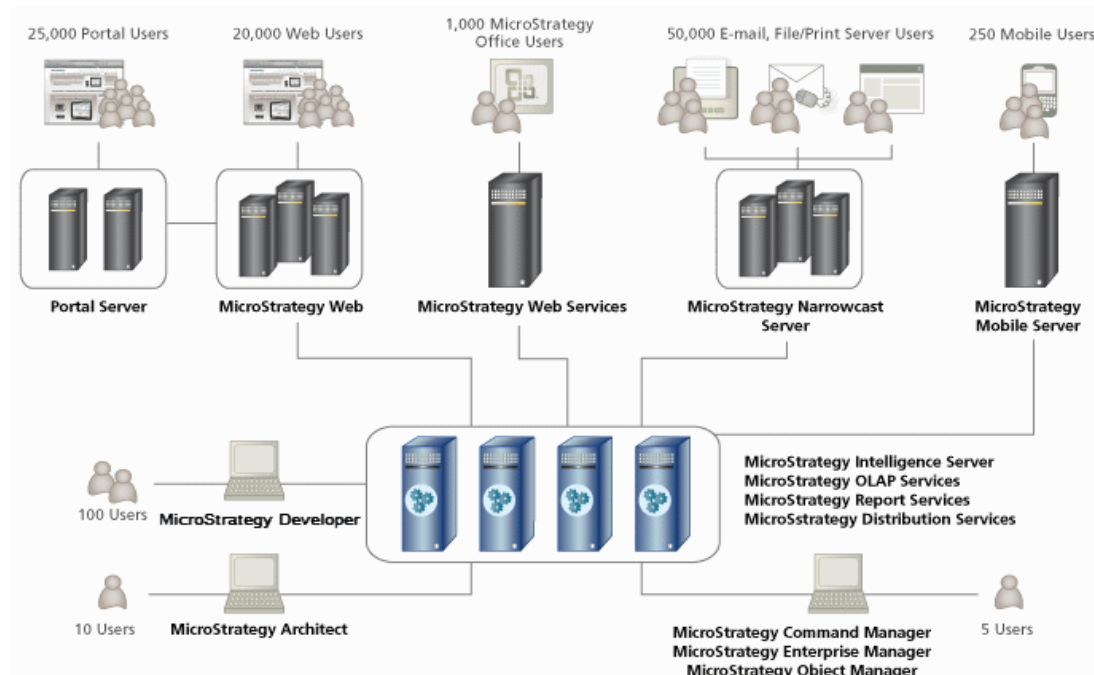 25,000 Portal Users
20,000 Web Users
1,000 MicroStrategy
Office Users
50,000 E-mail, File/Print Server Users
250 Mobile Users
Portal Server
MicroStrategy Web
MicroStrategy Web Services
MicroStrategy Narrowcast
Server
MicroStrategy
Mobile Server
100 Users
MicroStrategy Developer
MicroStrategy Intelligence Server
MicroStrategy OLAP Services
MicroStrategy Report Services
MicroSstrategy Distribution Services
10 Users
MicroStrategy Architect
MicroStrategy Command Manager
MicroStrategy Enterprise Manager
MicroStrategy Object Manager
5 Users